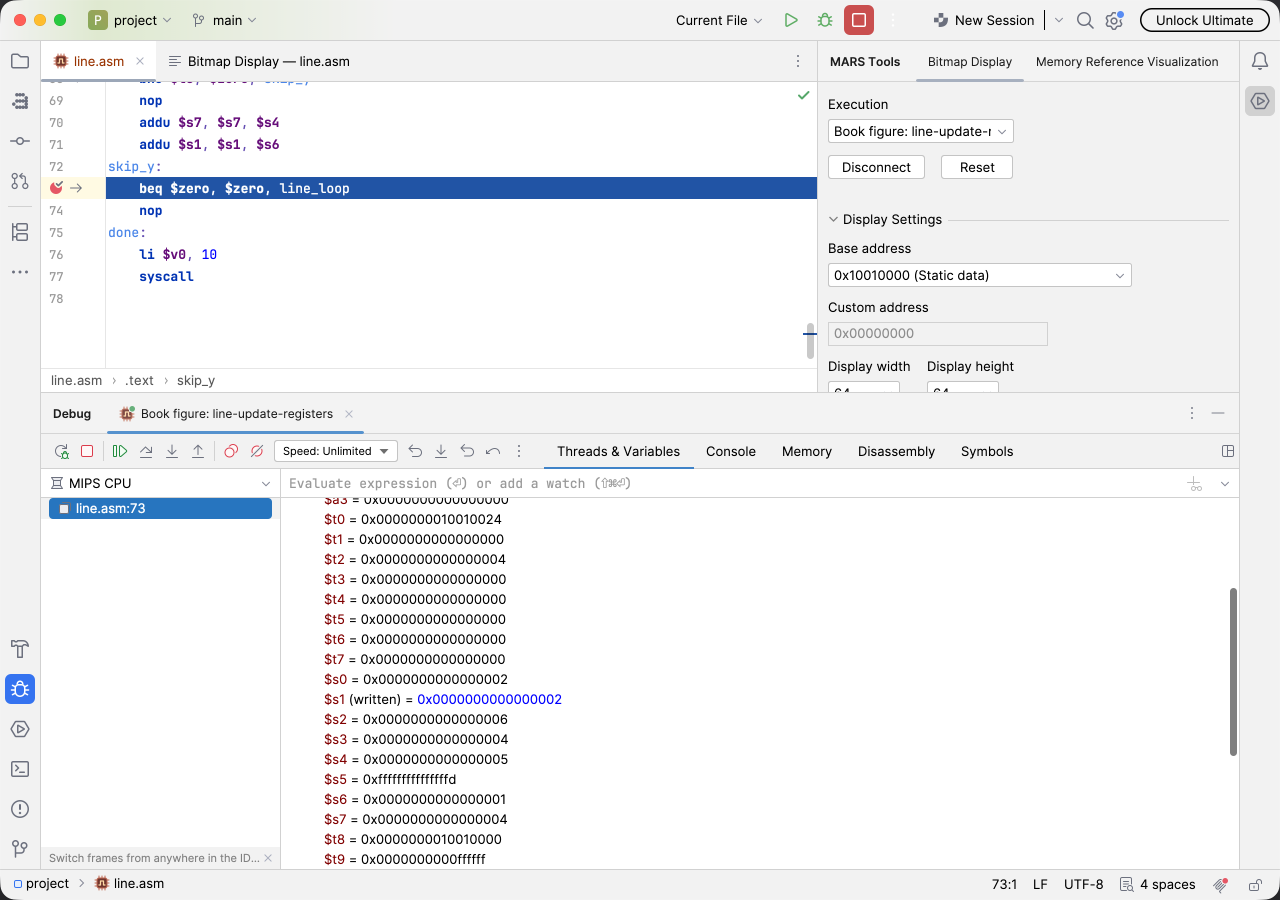 P project main Current File New Session Unlock Ultimate
line.asm Bitmap Display — line.asm
MARS Tools Bitmap Display Memory Reference Visualization
69 nop
70 addu $s7, $s7, $s4
71 addu $s1, $s1, $s6
72 skip_y:
beq $zero, $zero, line_loop
74 nop
75 done:
76 li $v0, 10
77 syscall
78
line.asm › .text › skip_y
Execution
Book figure: line-update-r
Disconnect Reset
Display Settings
Base address
0x10010000 (Static data)
Custom address
0x00000000
Display width Display height
64 64
Debug Book figure: line-update-registers
Speed: Unlimited Threads & Variables Console Memory Disassembly Symbols
MIPS CPU
Evaluate expression (⏎) or add a watch (⇧⌘⏎)
line.asm:73
$a3 = 0x0000000000000000
$t0 = 0x0000000010010024
$t1 = 0x0000000000000000
$t2 = 0x0000000000000004
$t3 = 0x0000000000000000
$t4 = 0x0000000000000000
$t5 = 0x0000000000000000
$t6 = 0x0000000000000000
$t7 = 0x0000000000000000
$s0 = 0x0000000000000002
$s1 (written) = 0x0000000000000002
$s2 = 0x0000000000000006
$s3 = 0x0000000000000004
$s4 = 0x0000000000000005
$s5 = 0xfffffffffffffffd
$s6 = 0x0000000000000001
$s7 = 0x0000000000000004
$t8 = 0x0000000010010000
$t9 = 0x0000000000ffffff
Switch frames from anywhere in the ID...
project › line.asm
73:1 LF UTF-8 4 spaces